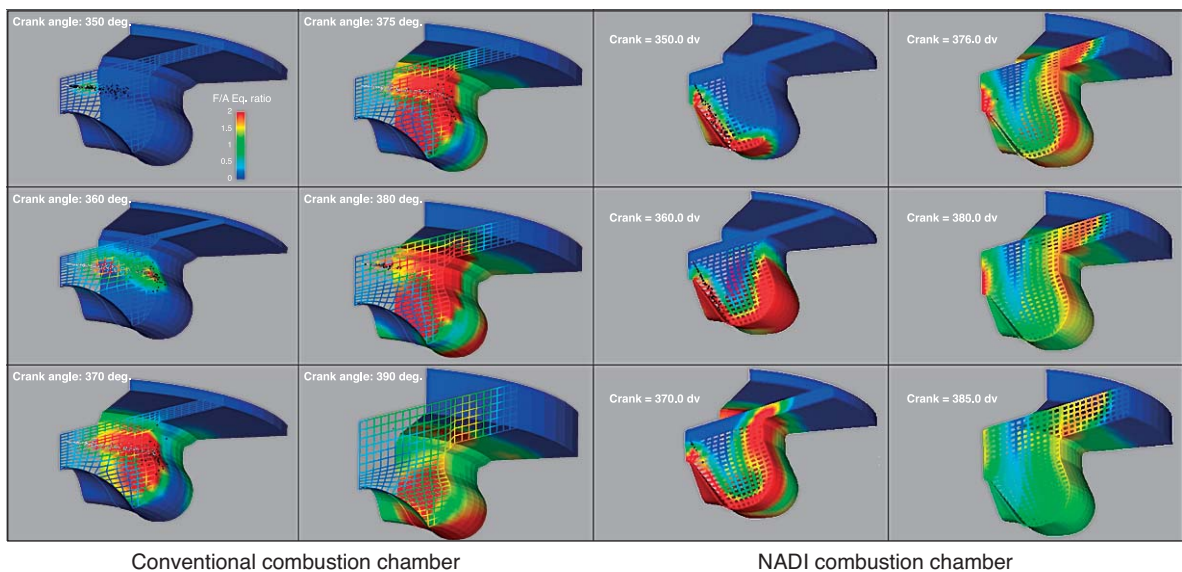 Crank angle: 350 deg.
F/A Eq. ratio
2
1.5
1
0.5
0
Crank angle: 375 deg.
Crank = 350.0 dv
Crank = 376.0 dv
Crank angle: 360 deg.
Crank angle: 380 deg.
Crank = 360.0 dv
Crank = 380.0 dv
Crank angle: 370 deg.
Crank angle: 390 deg.
Crank = 370.0 dv
Crank = 385.0 dv
Conventional combustion chamber
NADI combustion chamber